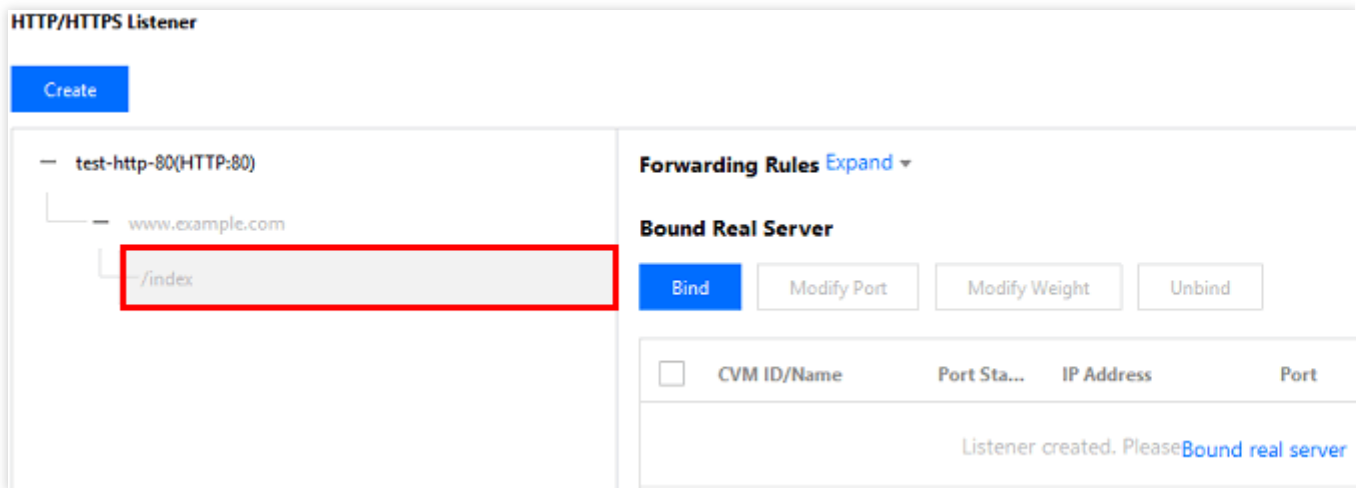 HTTP/HTTPS Listener
Create
test-http-80(HTTP:80)
www.example.com
/index
Forwarding Rules Expand
Bound Real Server
Bind Modify Port Modify Weight Unbind
CVM ID/Name Port Sta... IP Address Port
Listener created. PleaseBound real server